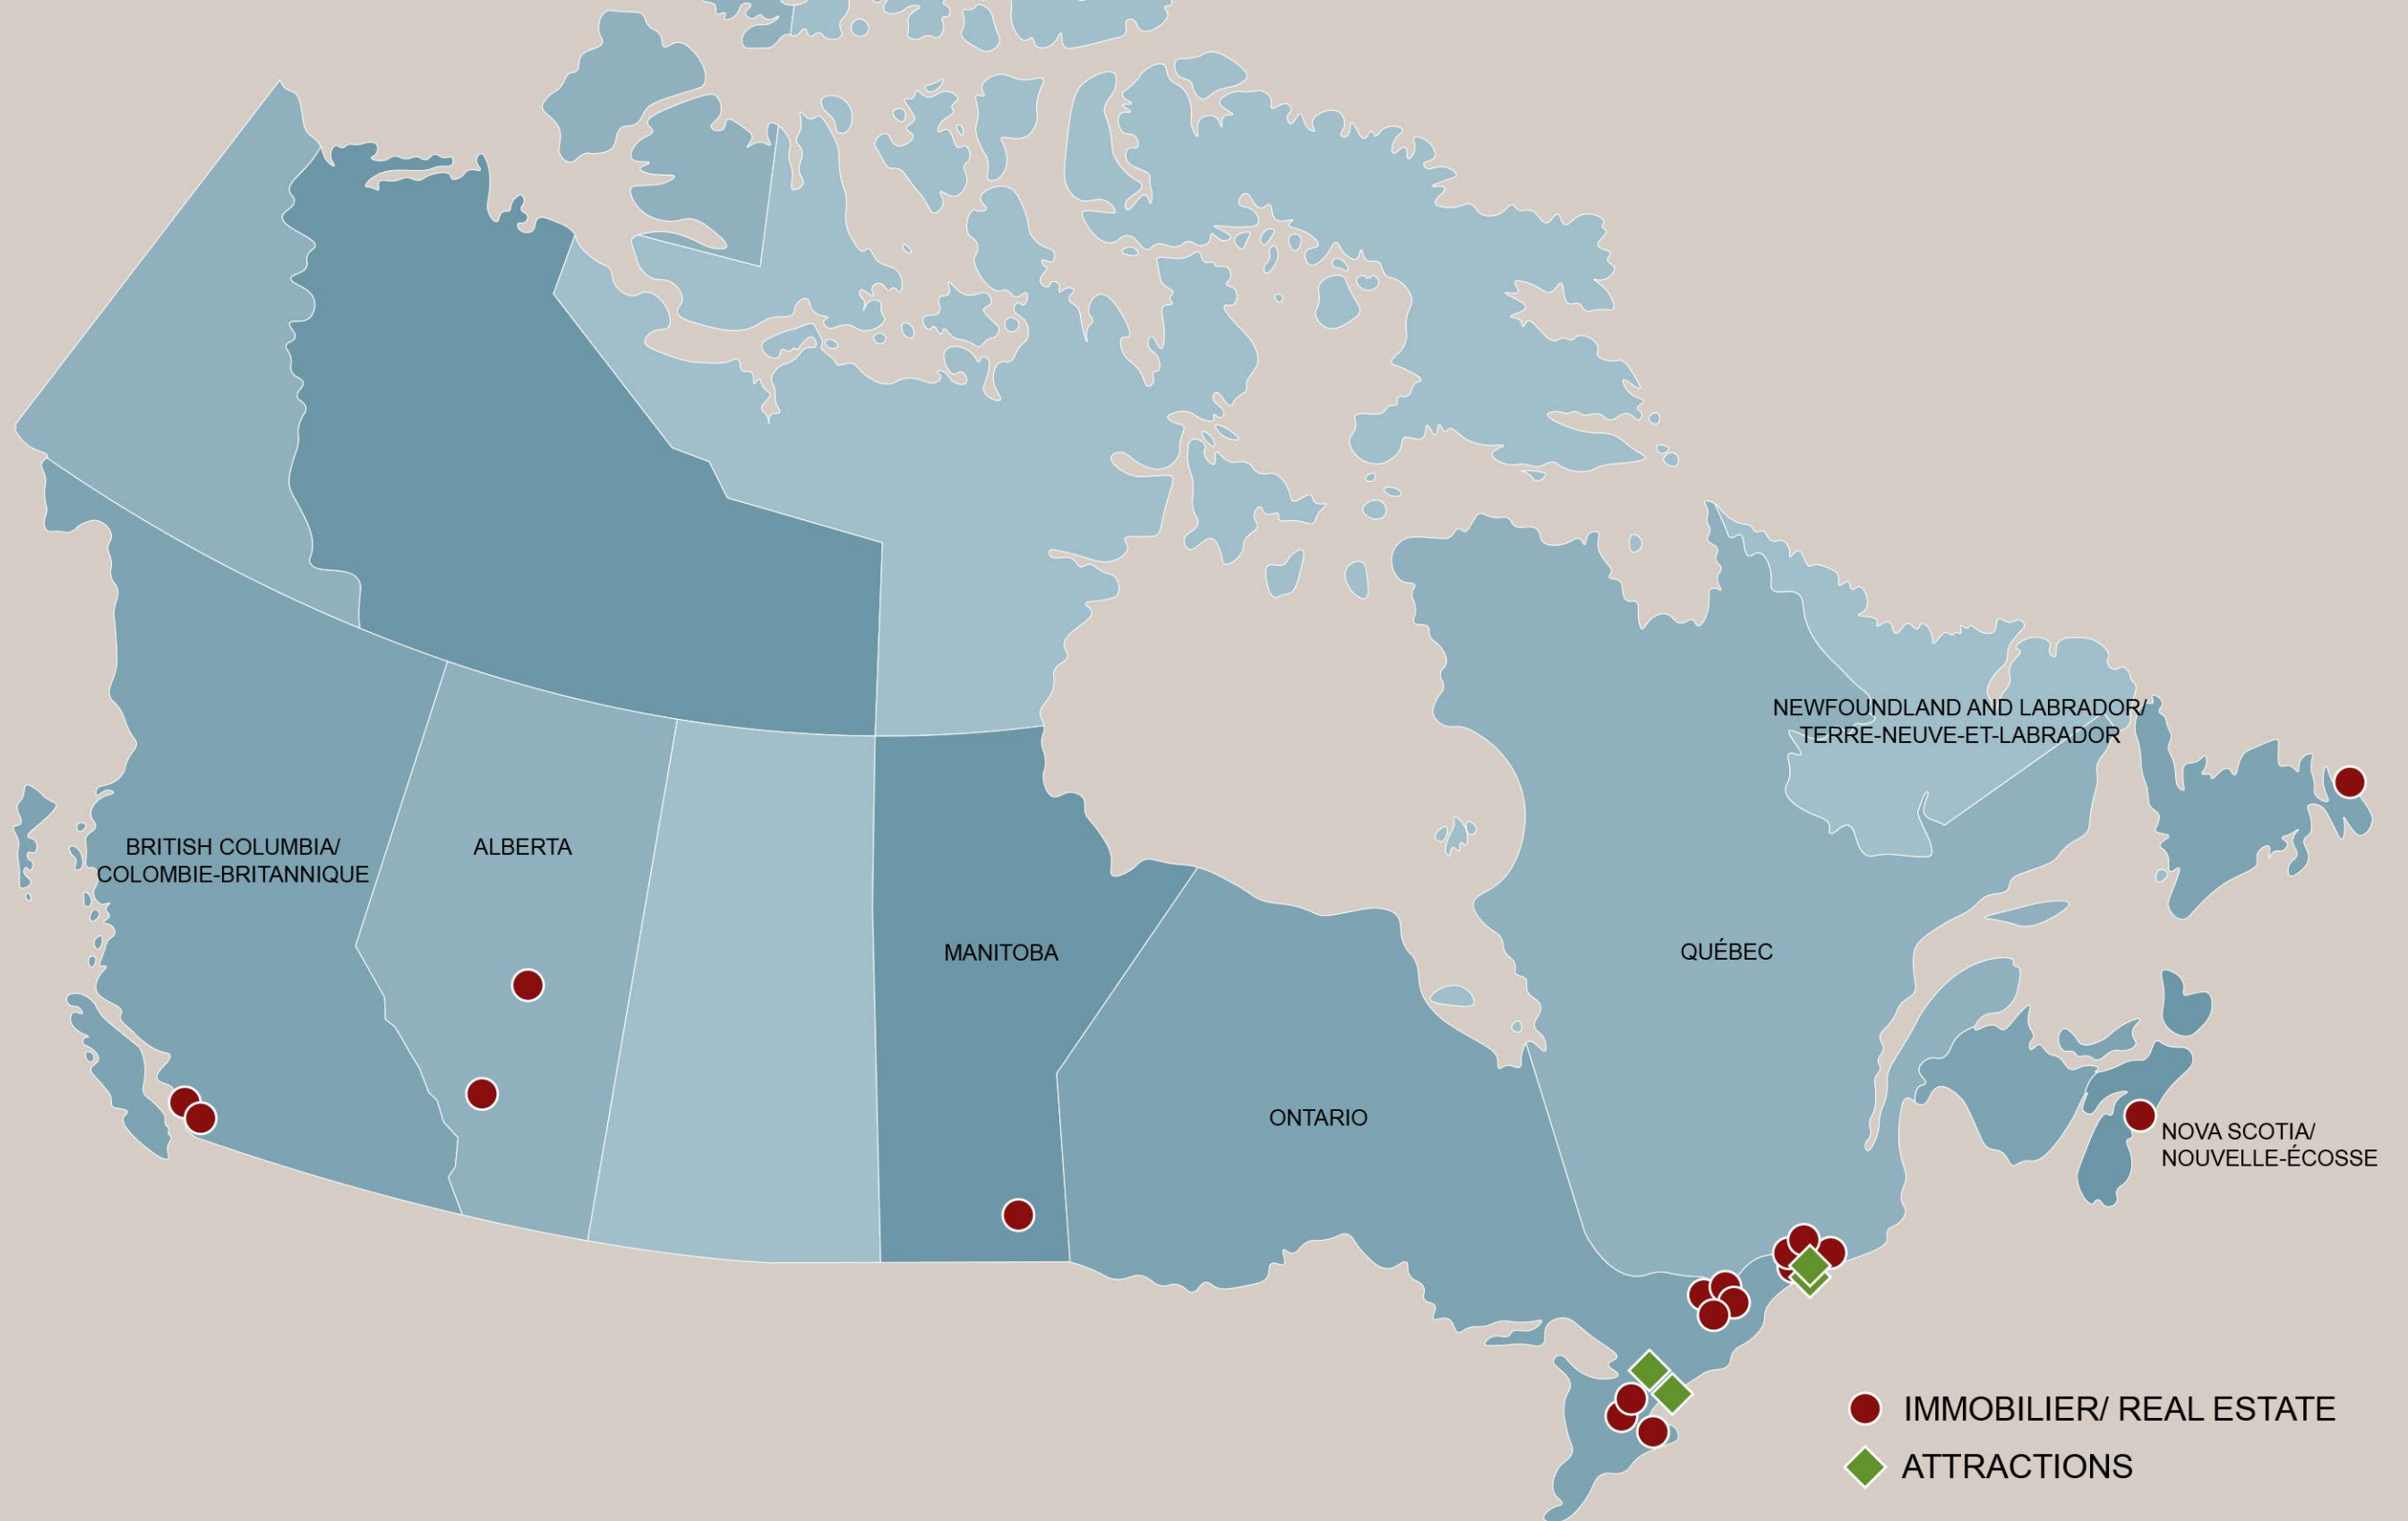 NEWFOUNDLAND AND LABRADOR/
TERRE-NEUVE-ET-LABRADOR
BRITISH COLUMBIA/
COLOMBIE-BRITANNIQUE
ALBERTA
MANITOBA
QUÉBEC
ONTARIO
NOVA SCOTIA/
NOUVELLE-ÉCOSSE
IMMOBILIER/ REAL ESTATE
ATTRACTIONS